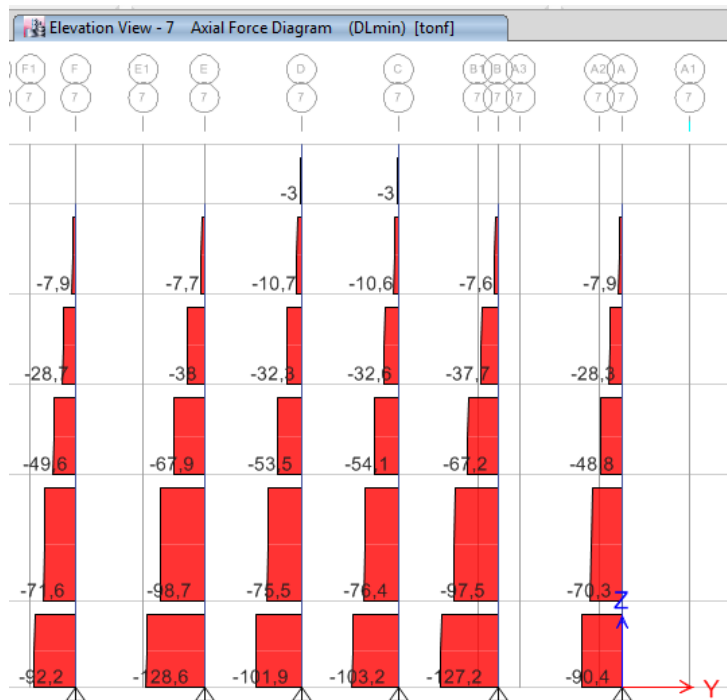 Elevation View - 7 Axial Force Diagram (DLmin) [tonf]
F1 F E1 E D C B1 B A3 A2 A A1
7 7 7 7 7 7 7 7 7 7 7 7
-3 -3
-7,9 -7,7 -10,7 -10,6 -7,6 -7,9
-28,7 -38 -32,3 -32,6 -37,7 -28,3
-49,6 -67,9 -53,5 -54,1 -67,2 -48,8
-71,6 -98,7 -75,5 -76,4 -97,5 -70,3
Z
-92,2 -128,6 -101,9 -103,2 -127,2 -90,4 Y